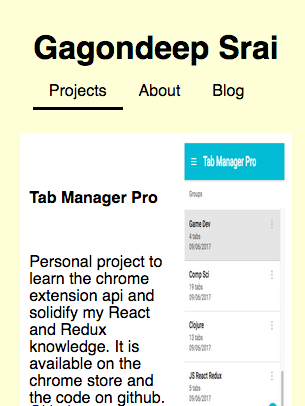 Gagondeep Srai
Projects About Blog
Tab Manager Pro
Personal project to
learn the chrome
extension api and
solidify my React
and Redux
knowledge. It is
available on the
chrome store and
the code on github.
Tab Manager Pro
Groups
Game Dev
4 tabs
09/06/2017
Comp Sci
19 tabs
09/06/2017
Clojure
13 tabs
09/06/2017
JS React Redux
5 tabs
09/06/2017